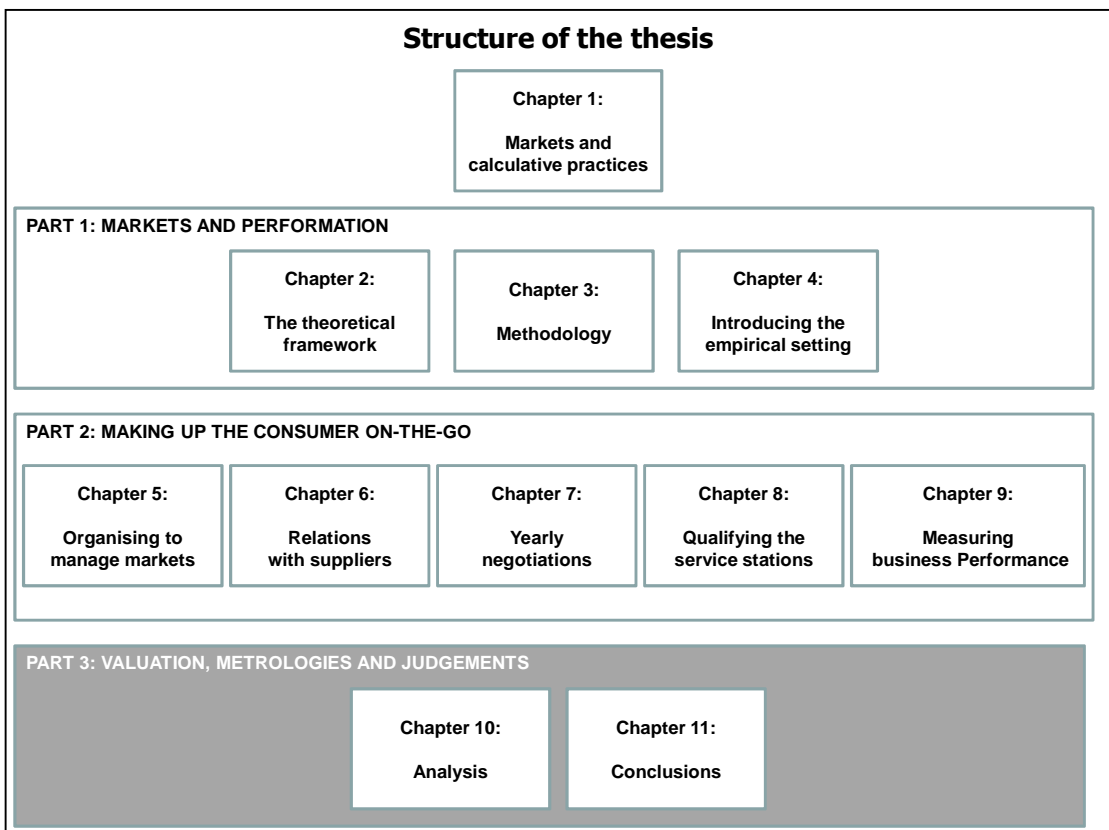 Structure of the thesis
Chapter 1:
Markets and
calculative practices
PART 1: MARKETS AND PERFORMATION
Chapter 2:
The theoretical
framework
Chapter 3:
Methodology
Chapter 4:
Introducing the
empirical setting
PART 2: MAKING UP THE CONSUMER ON-THE-GO
Chapter 5:
Organising to
manage markets
Chapter 6:
Relations
with suppliers
Chapter 7:
Yearly
negotiations
Chapter 8:
Qualifying the
service stations
Chapter 9:
Measuring
business Performance
PART 3: VALUATION, METROLOGIES AND JUDGEMENTS
Chapter 10:
Analysis
Chapter 11:
Conclusions